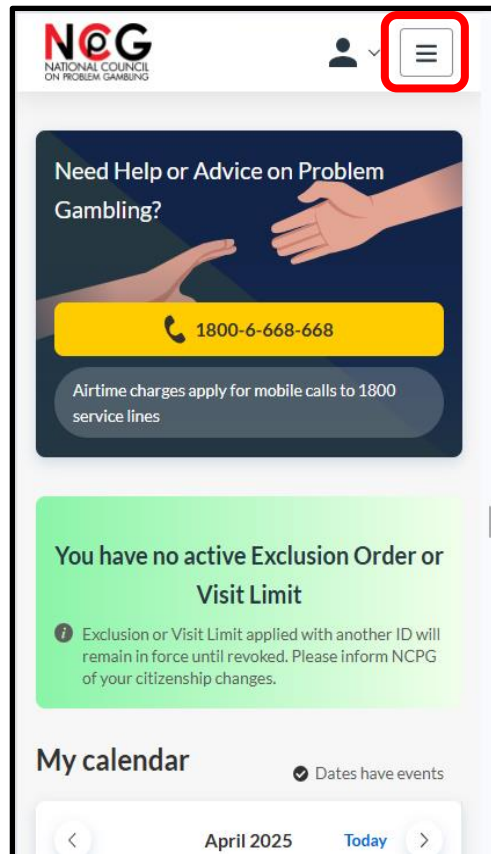 NCPG
NATIONAL COUNCIL
ON PROBLEM GAMBLING
Need Help or Advice on Problem
Gambling?
1800-6-668-668
Airtime charges apply for mobile calls to 1800
service lines
You have no active Exclusion Order or
Visit Limit
Exclusion or Visit Limit applied with another ID will
remain in force until revoked. Please inform NCPG
of your citizenship changes.
My calendar
Dates have events
April 2025 Today